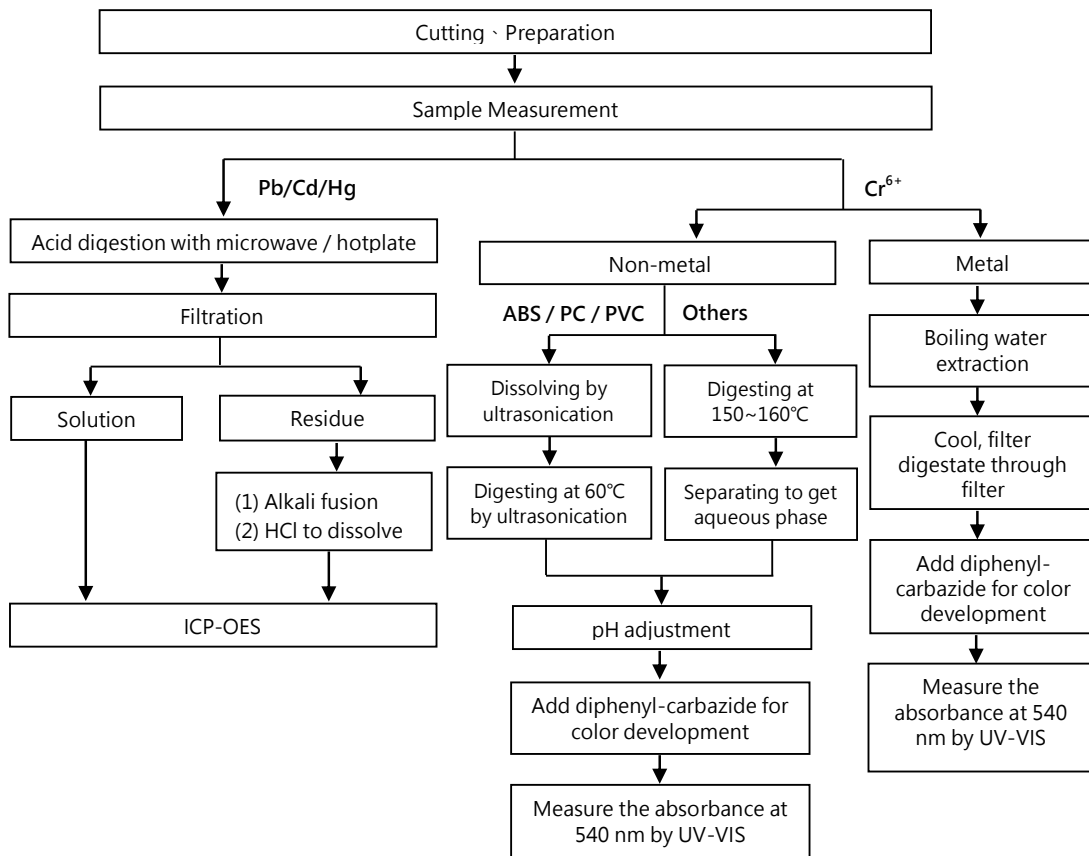 Cutting、Preparation
Sample Measurement
Pb/Cd/Hg
Cr⁶⁺
Acid digestion with microwave / hotplate
Filtration
Solution
Residue
(1) Alkali fusion
(2) HCl to dissolve
ICP-OES
Non-metal
ABS / PC / PVC
Others
Dissolving by
ultrasonication
Digesting at
150~160℃
Digesting at 60℃
by ultrasonication
Separating to get
aqueous phase
pH adjustment
Add diphenyl-carbazide for
color development
Measure the absorbance at
540 nm by UV-VIS
Metal
Boiling water
extraction
Cool, filter
digestate through
filter
Add diphenyl-
carbazide for color
development
Measure the
absorbance at 540
nm by UV-VIS